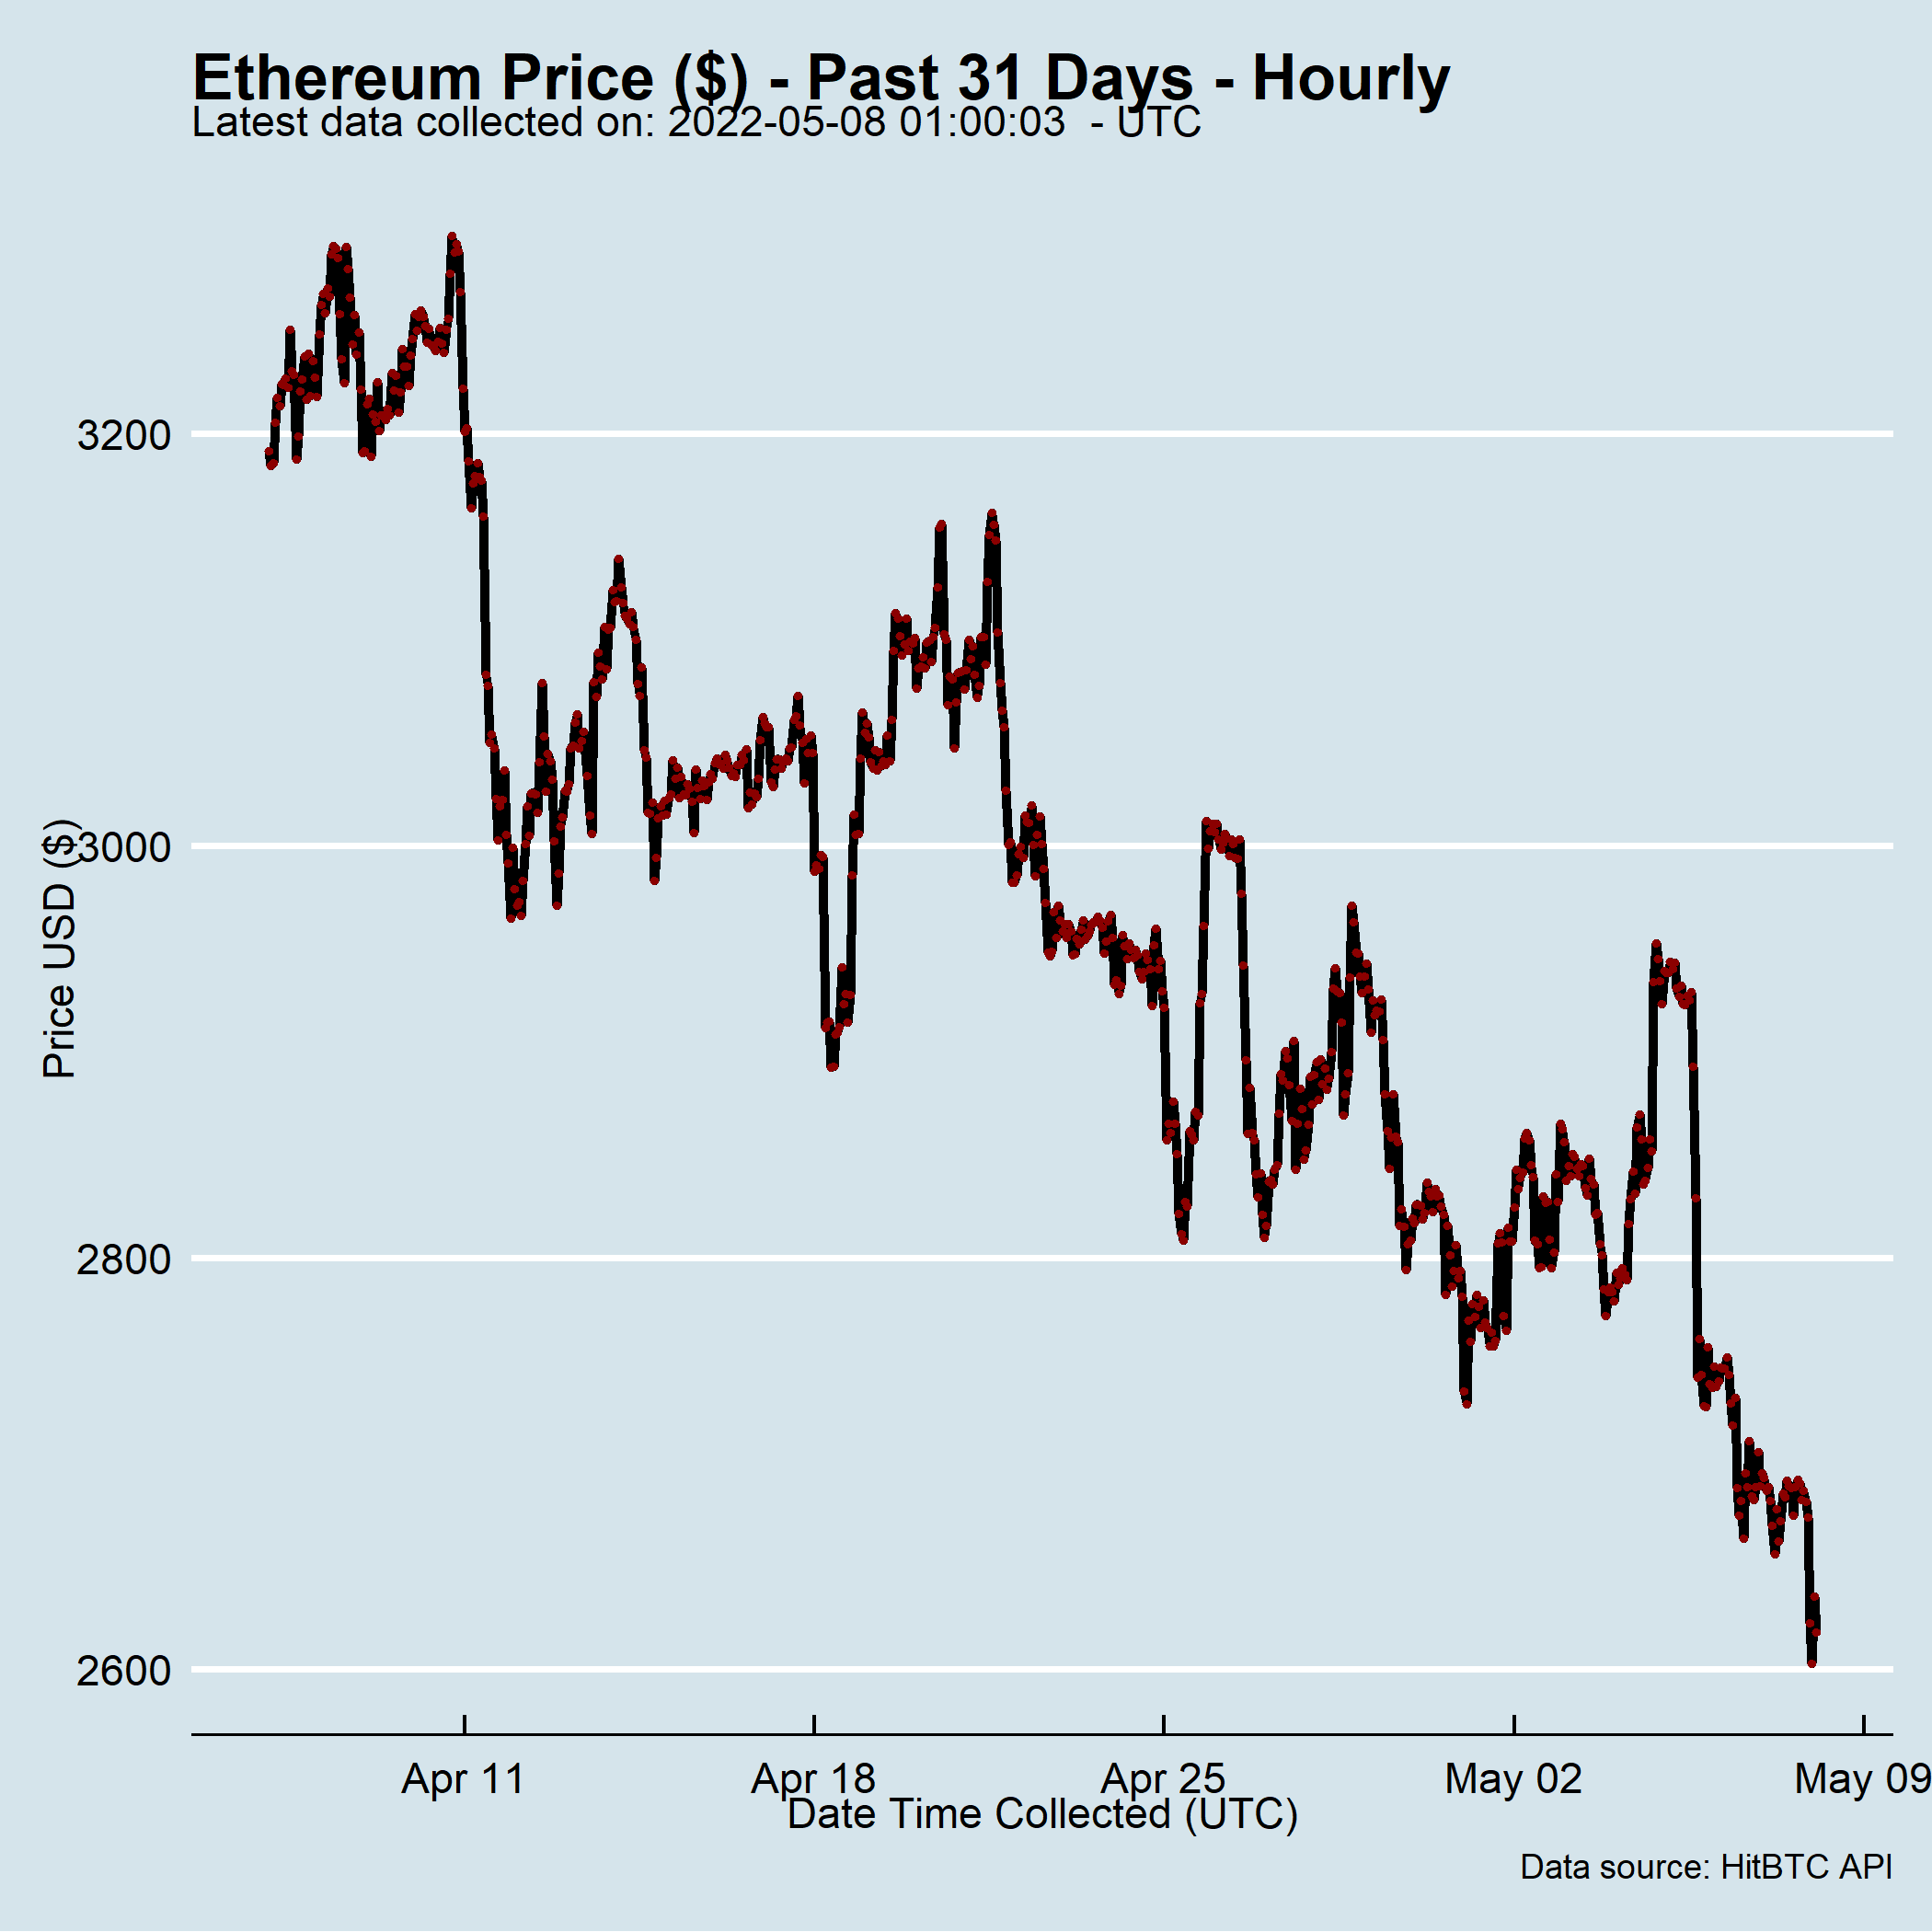 Ethereum Price ($) - Past 31 Days - Hourly
Latest data collected on: 2022-05-08 01:00:03  - UTC
Price USD ($)
3200
3000
2800
2600
Apr 11
Apr 18
Apr 25
May 02
May 09
Date Time Collected (UTC)
Data source: HitBTC API